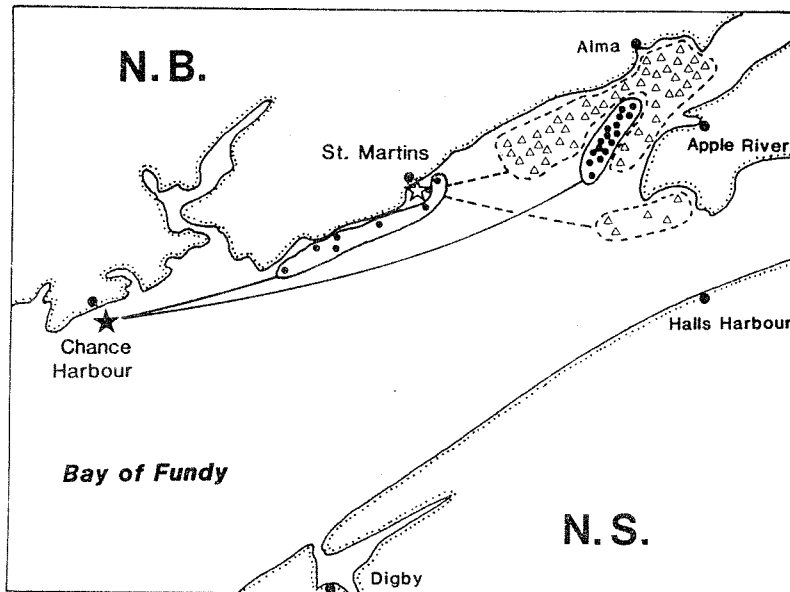 N.B.
Alma
St. Martins
Apple River
Chance
Harbour
Halls Harbour
Bay of Fundy
N.S.
Digby